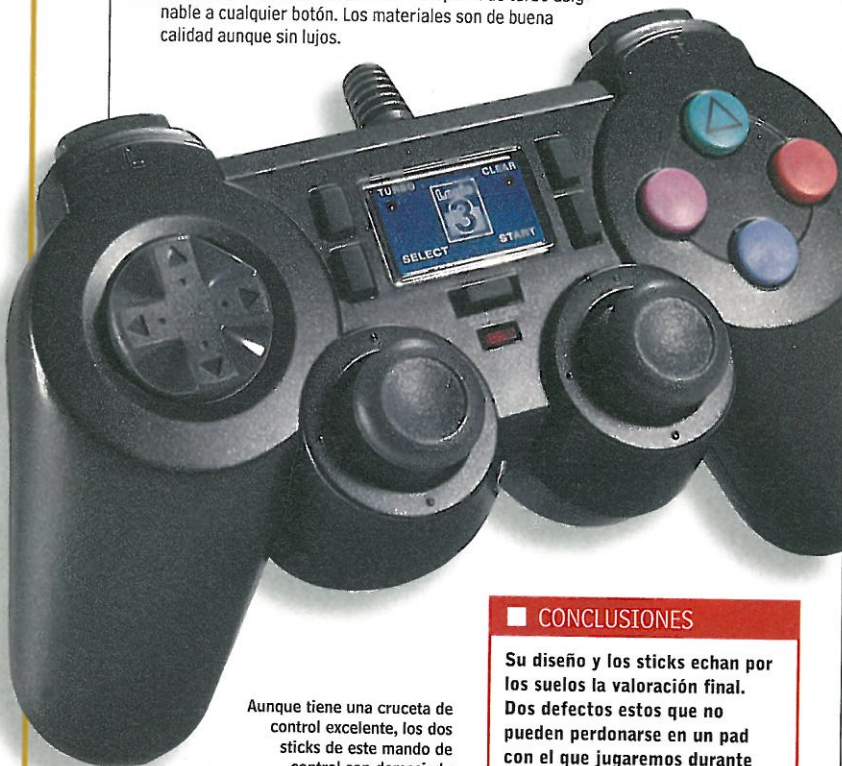 nable a cualquier botón. Los materiales son de buena
calidad aunque sin lujos.
L
TURBO
CLEAR
3
SELECT
START
Aunque tiene una cruceta de
control excelente, los dos
sticks de este mando de
■ CONCLUSIONES
Su diseño y los sticks echan por
los suelos la valoración final.
Dos defectos estos que no
pueden perdonarse en un pad
con el que jugaremos durante